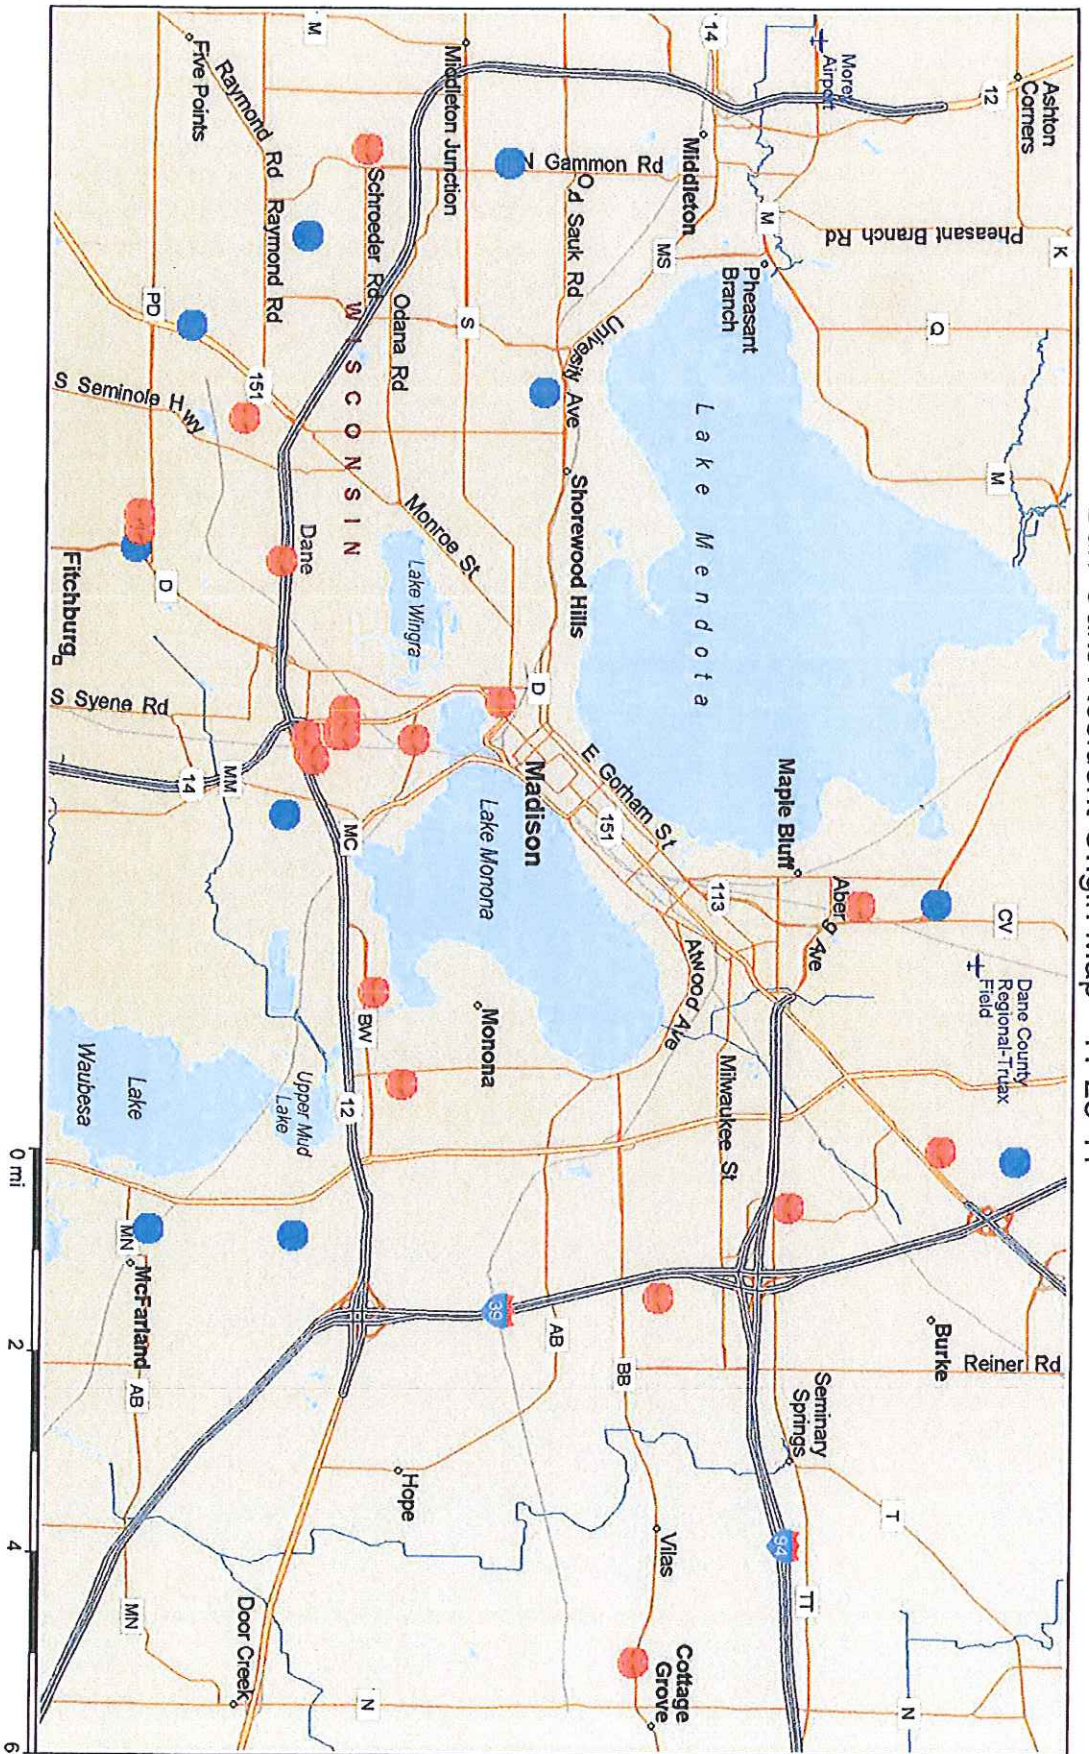 Ashton
Corners
12
K
Morey
Airport
14
M
Middleton
Middleton Junction
M
Five Points
Raymond Rd
Raymond Rd
Schroeder Rd
N Gammon Rd
Old Sauk Rd
MS
M
Pheasant Branch Rd
Pheasant
Branch
Q
M
University Ave
S
Odana Rd
WISCONSIN
PD
151
S Seminole Hwy
Lake Mendota
Shorewood Hills
Monroe St
Lake Wingra
Dane
D
Fitchburg
S Syene Rd
14
MM
MC
D
Madison
E Gorham St
151
Maple Bluff
113
Aberg Ave
CV
Dane County
Regional-Truax
Field
Lake Monona
Atwood Ave
Milwaukee St
Monona
BW
12
Upper Mud
Lake
Lake
Waubesa
MN
McFarland
AB
39
AB
BB
Burke
Reiner Rd
Seminary
Springs
T
94
TT
Vilas
Hope
Cottage
Grove
Door Creek
MN
N
N
0 mi
2
4
6